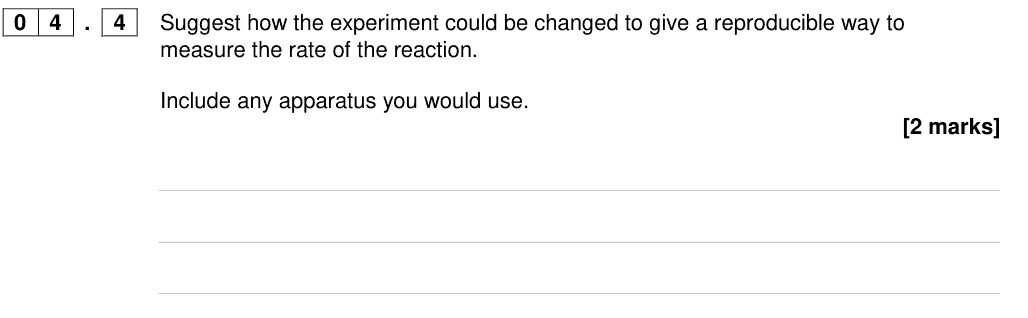 0 4 . 4 Suggest how the experiment could be changed to give a reproducible way to
measure the rate of the reaction.
Include any apparatus you would use.
[2 marks]